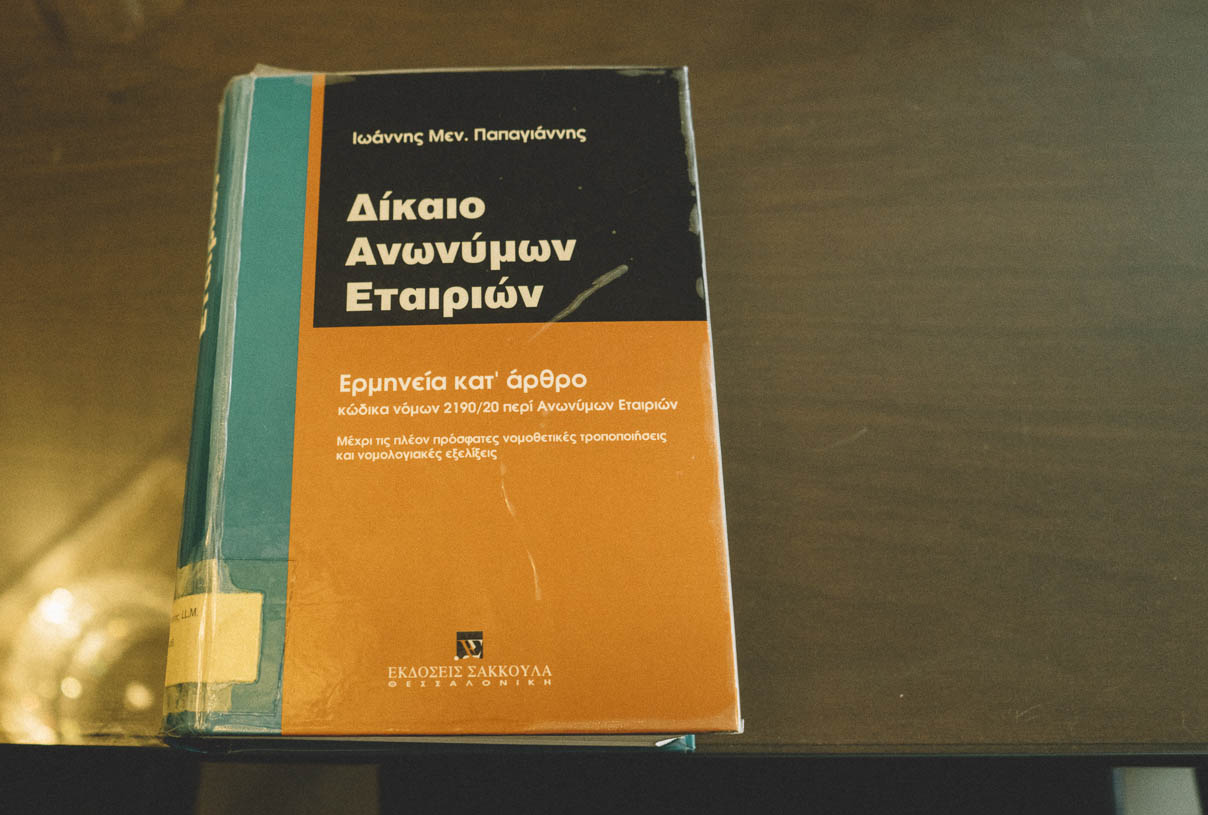 Ιωάννης Μεν. Παπαγιάννης
Δίκαιο
Ανωνύμων
Εταιριών
Ερμηνεία κατ' άρθρο
κώδικα νόμων 2190/20 περί Ανωνύμων Εταιριών
Μέχρι τις πλέον πρόσφατες νομοθετικές τροποποιήσεις
και νομολογιακές εξελίξεις
ΕΚΔΟΣΕΙΣ ΣΑΚΚΟΥΛΑ
ΘΕΣΣΑΛΟΝΙΚΗ
LL.M.